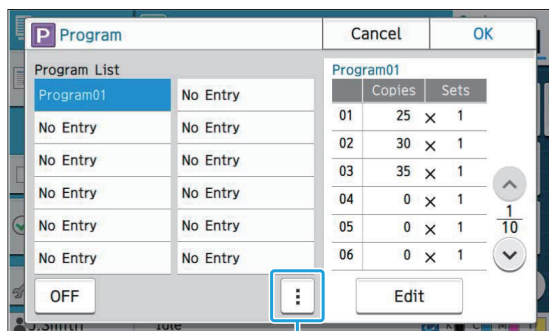 P Program Cancel OK
Program List Program01
Program01 No Entry Copies Sets
No Entry No Entry 01 25 × 1
No Entry No Entry 02 30 × 1
No Entry No Entry 03 35 × 1
No Entry No Entry 04 0 × 1
No Entry No Entry 05 0 × 1
06 0 × 1
1
10
OFF Edit
J.Smith Idle K C M Y